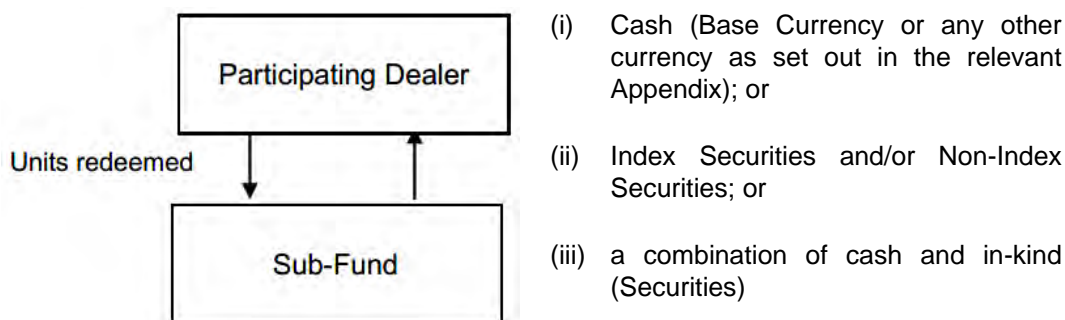 Participating Dealer
Units redeemed
Sub-Fund
(i) Cash (Base Currency or any other
currency as set out in the relevant
Appendix); or
(ii) Index Securities and/or Non-Index
Securities; or
(iii) a combination of cash and in-kind
(Securities)